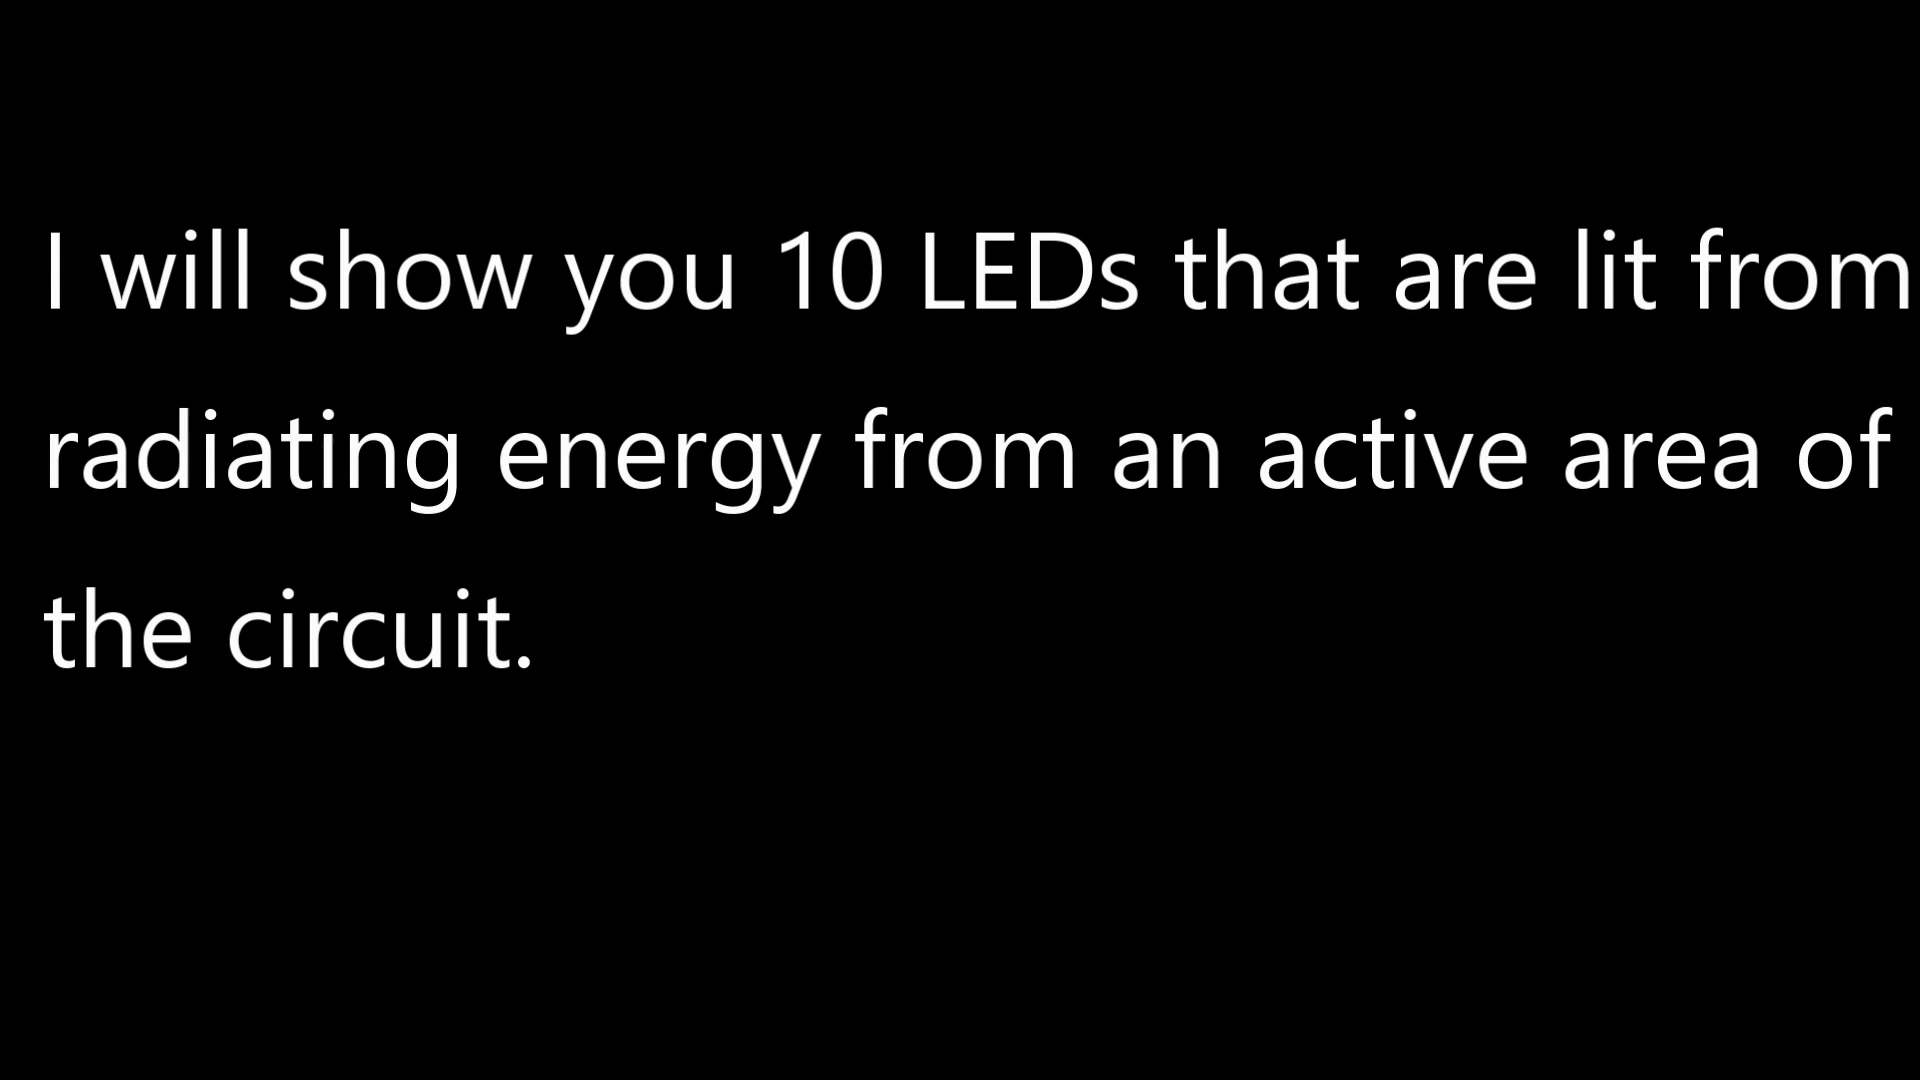 I will show you 10 LEDs that are lit from
radiating energy from an active area of
the circuit.